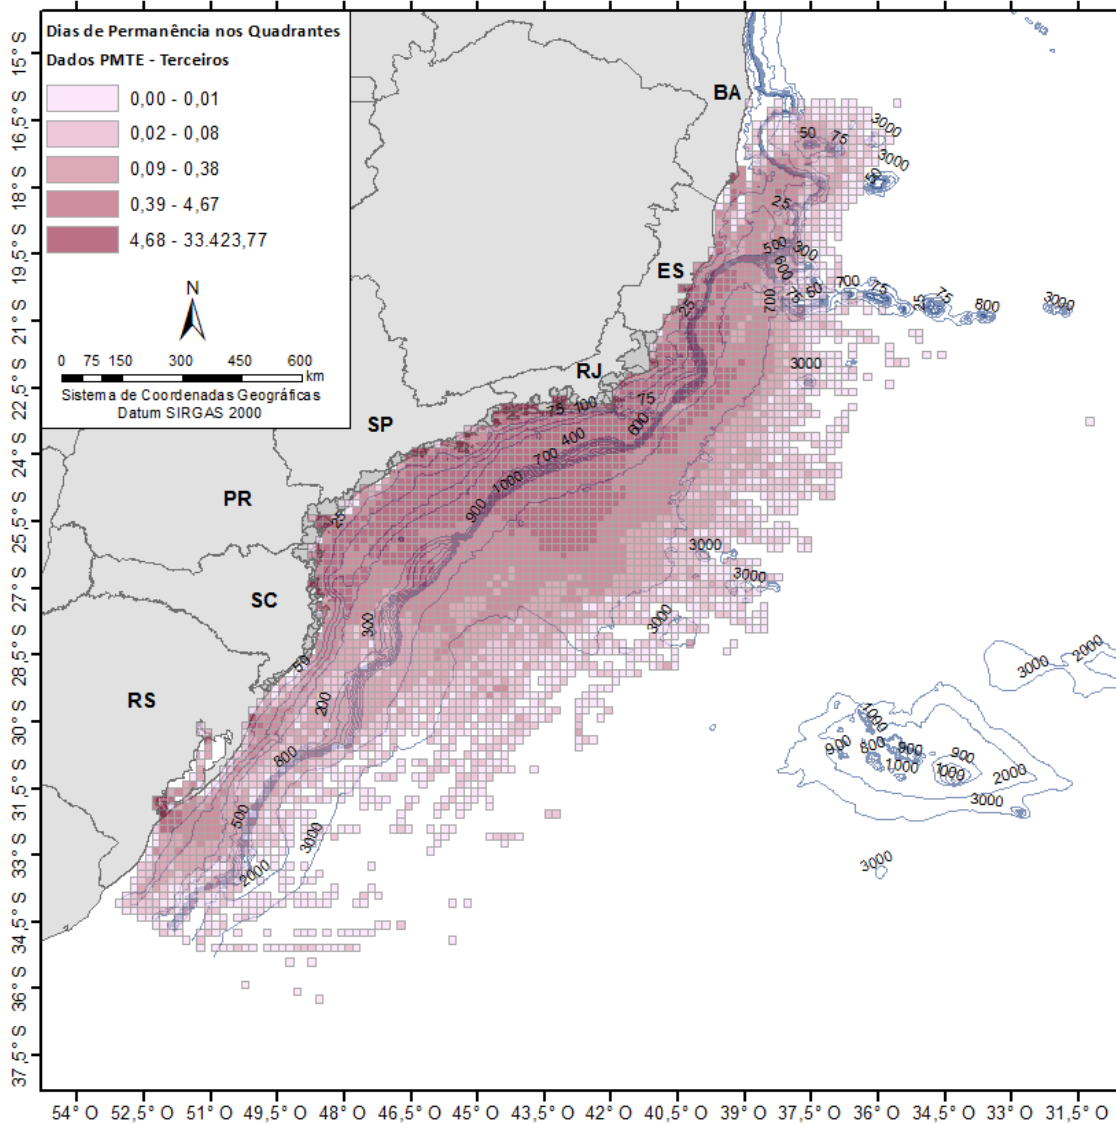 Dias de Permanência nos Quadrantes
Dados PMTE - Terceiros
0,00 - 0,01
0,02 - 0,08
0,09 - 0,38
0,39 - 4,67
4,68 - 33.423,77
N
0 75 150 300 450 600
km
Sistema de Coordenadas Geográficas
Datum SIRGAS 2000
BA
ES
RJ
SP
PR
SC
RS
50
75
3000
3000
50
25
500
300
600
700
75
50
700
75
25
75
800
3000
25
3000
75
100
75
600
400
700
1000
900
25
3000
3000
3000
300
50
200
800
500
3000
2000
3000
2000
1000
900
800
900
1000
900
1000
2000
3000
3000
15° S
16,5° S
18° S
19,5° S
21° S
22,5° S
24° S
25,5° S
27° S
28,5° S
30° S
31,5° S
33° S
34,5° S
36° S
37,5° S
54° O 52,5° O 51° O 49,5° O 48° O 46,5° O 45° O 43,5° O 42° O 40,5° O 39° O 37,5° O 36° O 34,5° O 33° O 31,5° O